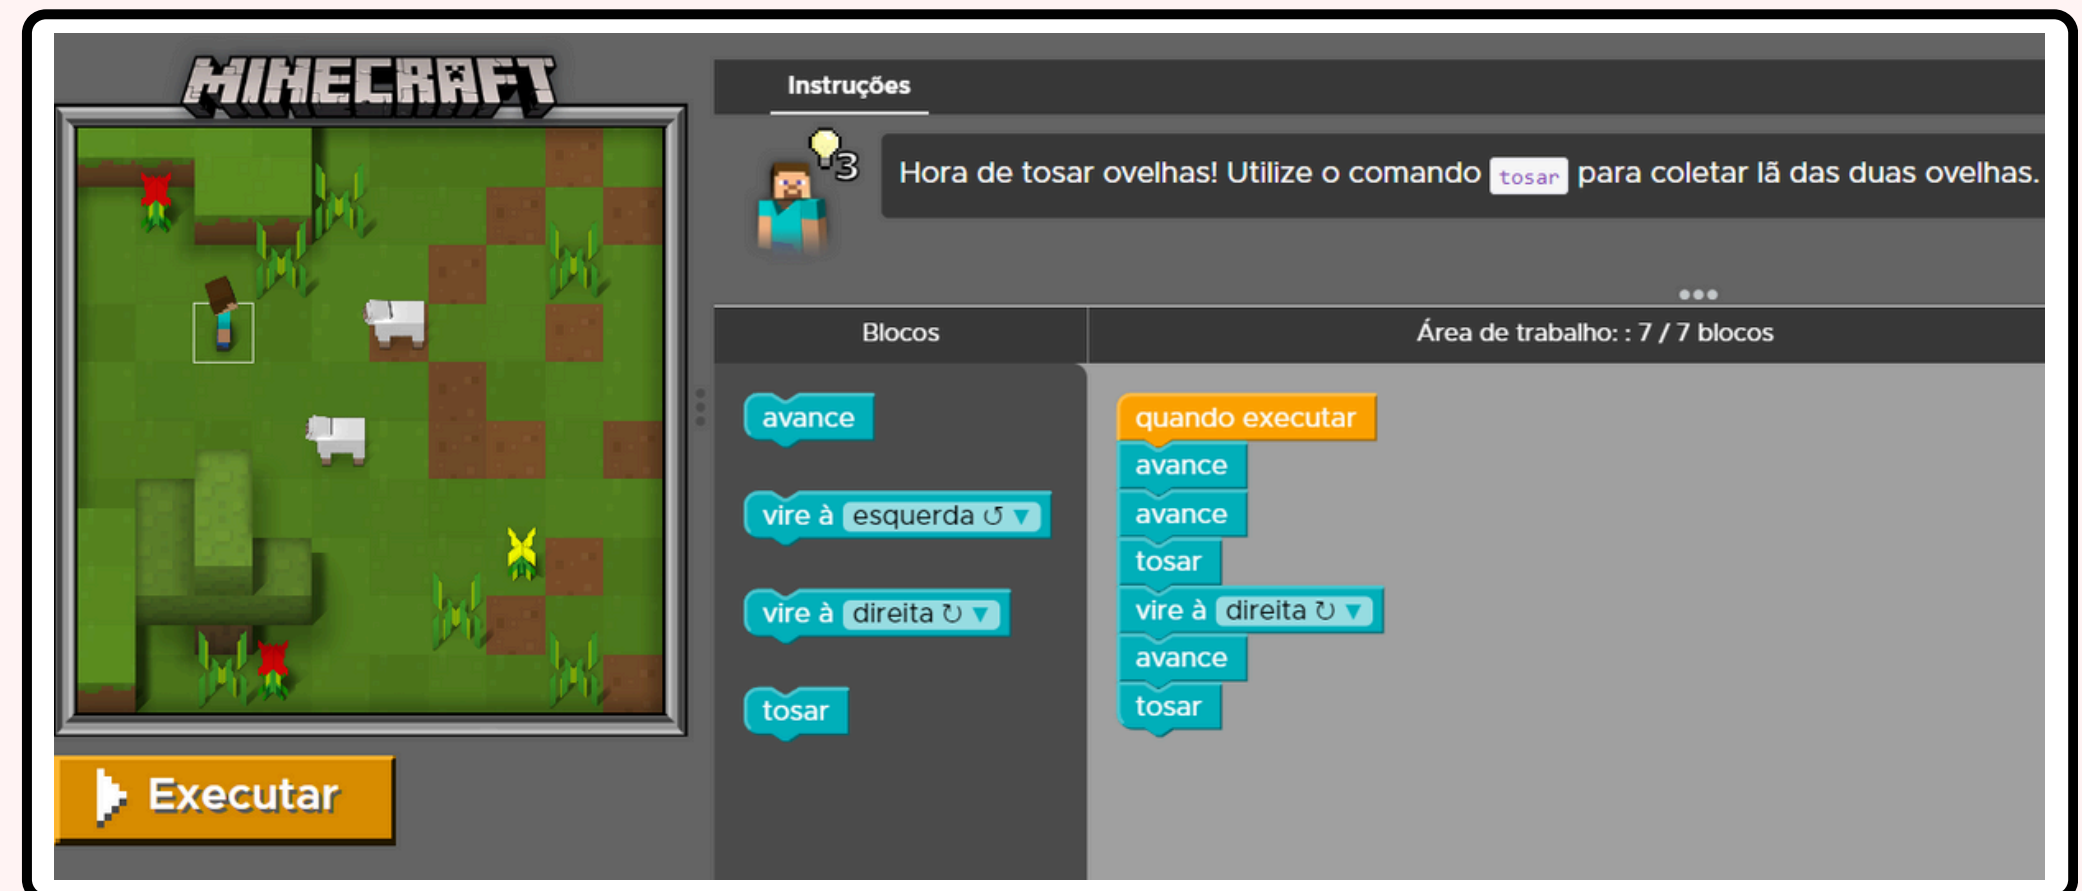 MINECRAFT
Instruções
3
Hora de tosar ovelhas! Utilize o comando tosar para coletar lã das duas ovelhas.
Blocos
Área de trabalho: : 7 / 7 blocos
avance
vire à esquerda ↺ ▼
vire à direita ↻ ▼
tosar
quando executar
avance
avance
tosar
vire à direita ↻ ▼
avance
tosar
Executar